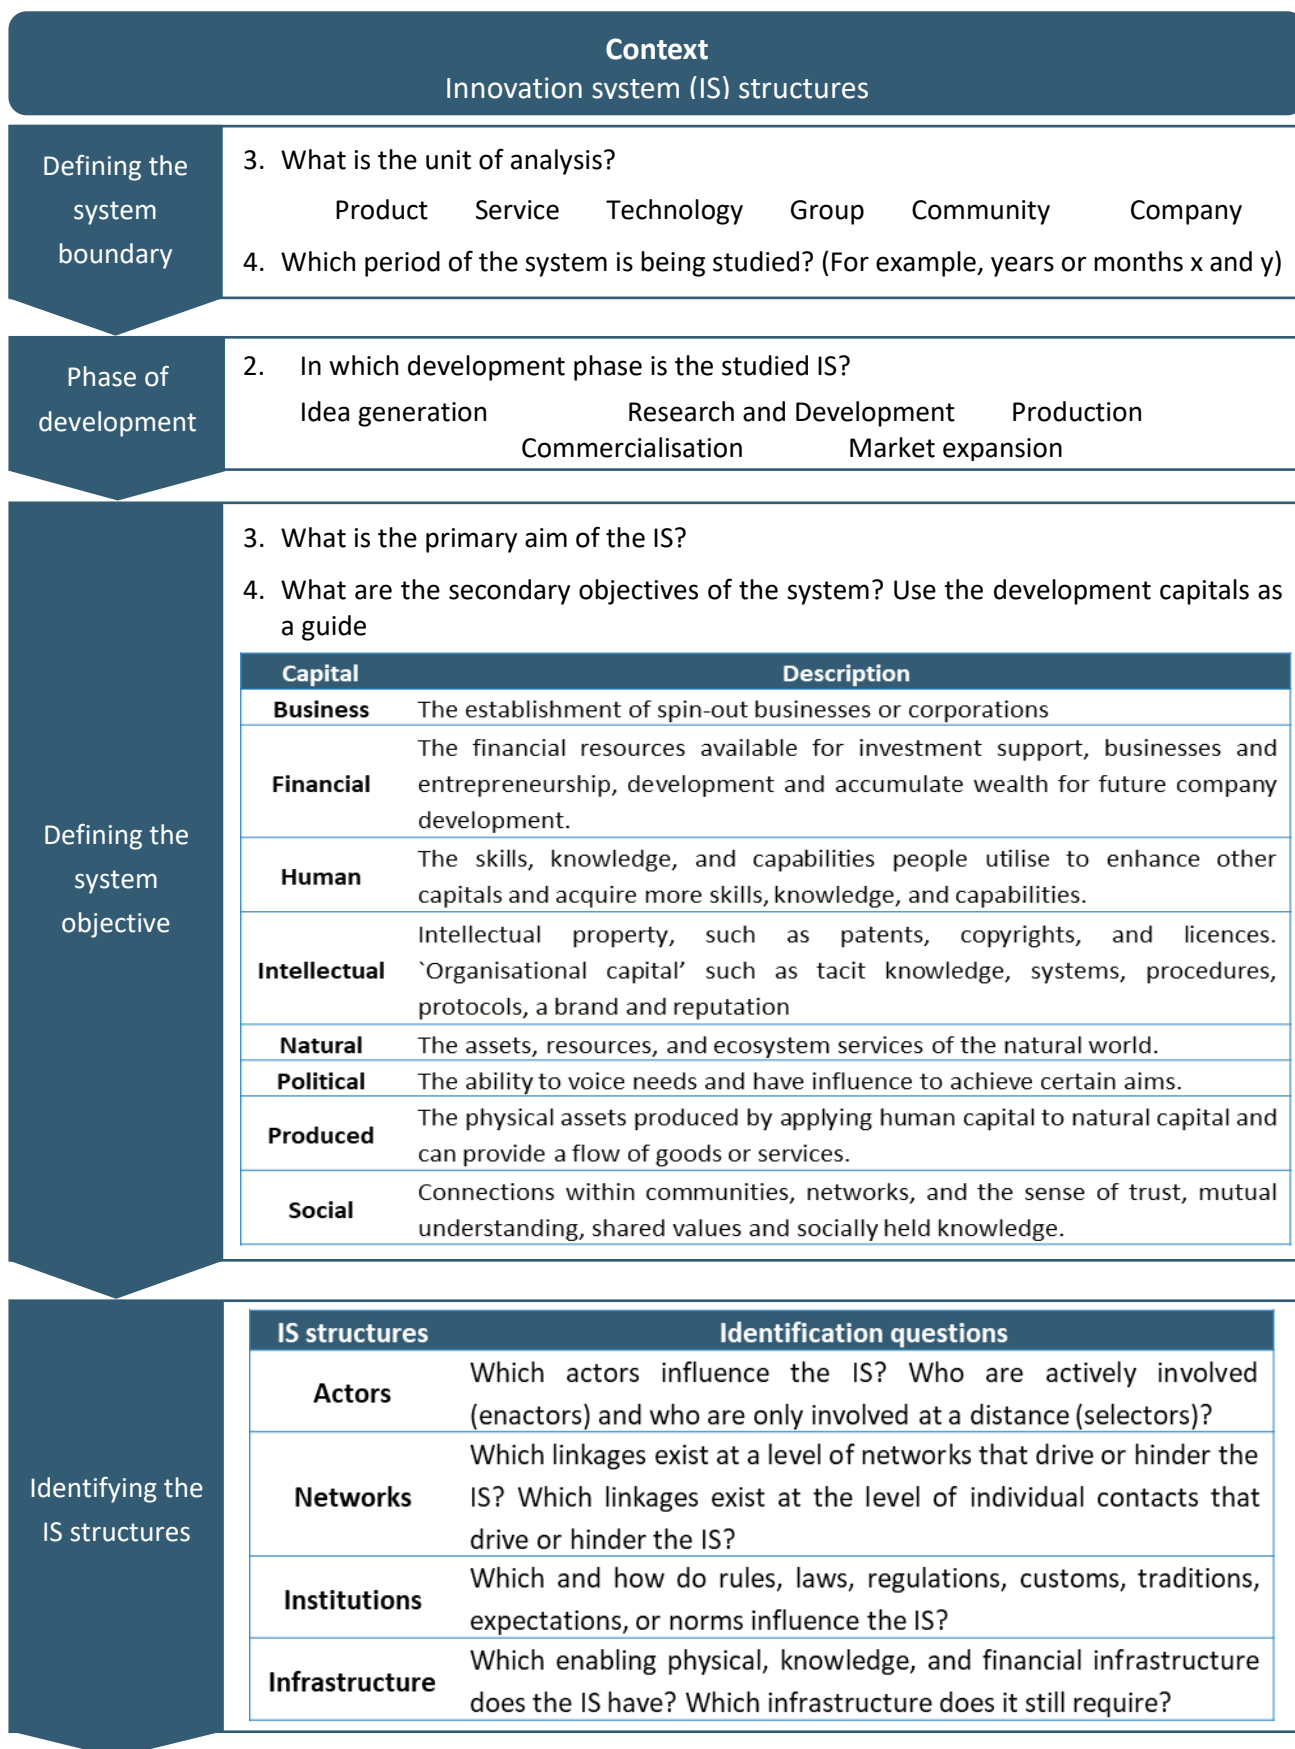 Context
Innovation system (IS) structures
Defining the
system
boundary
3. What is the unit of analysis?
Product Service Technology Group Community Company
4. Which period of the system is being studied? (For example, years or months x and y)
Phase of
development
2. In which development phase is the studied IS?
Idea generation Research and Development Production
Commercialisation Market expansion
Defining the
system
objective
3. What is the primary aim of the IS?
4. What are the secondary objectives of the system? Use the development capitals as
a guide
Capital Description
Business The establishment of spin-out businesses or corporations
Financial
The financial resources available for investment support, businesses and
entrepreneurship, development and accumulate wealth for future company
development.
Human
The skills, knowledge, and capabilities people utilise to enhance other
capitals and acquire more skills, knowledge, and capabilities.
Intellectual
Intellectual property, such as patents, copyrights, and licences.
`Organisational capital’ such as tacit knowledge, systems, procedures,
protocols, a brand and reputation
Natural The assets, resources, and ecosystem services of the natural world.
Political The ability to voice needs and have influence to achieve certain aims.
Produced
The physical assets produced by applying human capital to natural capital and
can provide a flow of goods or services.
Social
Connections within communities, networks, and the sense of trust, mutual
understanding, shared values and socially held knowledge.
Identifying the
IS structures
IS structures Identification questions
Actors
Which actors influence the IS? Who are actively involved
(enactors) and who are only involved at a distance (selectors)?
Networks
Which linkages exist at a level of networks that drive or hinder the
IS? Which linkages exist at the level of individual contacts that
drive or hinder the IS?
Institutions
Which and how do rules, laws, regulations, customs, traditions,
expectations, or norms influence the IS?
Infrastructure
Which enabling physical, knowledge, and financial infrastructure
does the IS have? Which infrastructure does it still require?